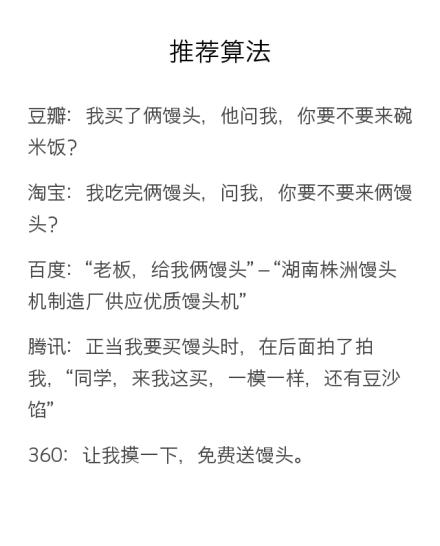 推荐算法
豆瓣：我买了俩馒头，他问我，你要不要来碗
米饭？
淘宝：我吃完俩馒头，问我，你要不要来俩馒
头？
百度：“老板，给我俩馒头”–“湖南株洲馒头
机制造厂供应优质馒头机”
腾讯：正当我要买馒头时，在后面拍了拍
我，“同学，来我这买，一模一样，还有豆沙
馅”
360：让我摸一下，免费送馒头。